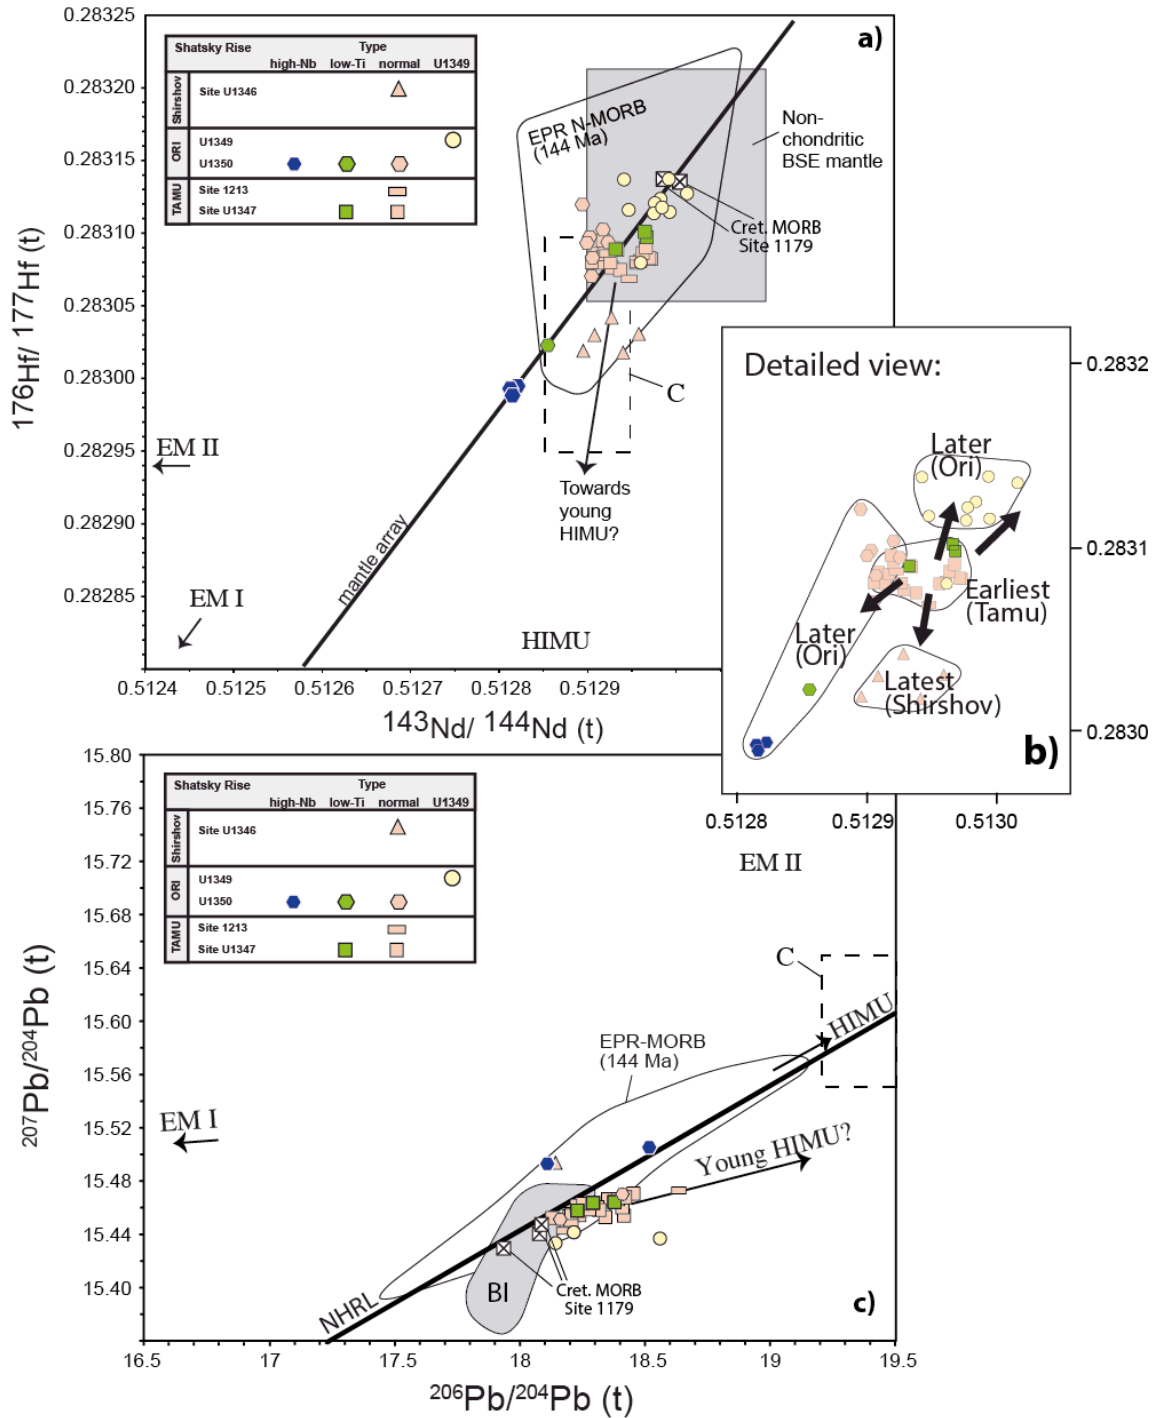 0.28325
0.28320
0.28315
0.28310
0.28305
0.28300
0.28295
0.28290
0.28285
176Hf/ 177Hf (t)
a)
Shatsky Rise
Type
high-Nb low-Ti normal U1349
Shirshov
Site U1346
ORI
U1349
U1350
TAMU
Site 1213
Site U1347
EPR N-MORB
(144 Ma)
Non-
chondritic
BSE mantle
Cret. MORB
Site 1179
C
EM II
Towards
young
HIMU?
mantle array
EM I
HIMU
0.5124 0.5125 0.5126 0.5127 0.5128 0.5129
143Nd/ 144Nd (t)
Detailed view:
0.2832
0.2831
0.2830
Later
(Ori)
Earliest
(Tamu)
Later
(Ori)
Latest
(Shirshov)
b)
0.5128 0.5129 0.5130
15.80
15.76
15.72
15.68
15.64
15.60
15.56
15.52
15.48
15.44
15.40
207Pb/204Pb (t)
Shatsky Rise
Type
high-Nb low-Ti normal U1349
Shirshov
Site U1346
ORI
U1349
U1350
TAMU
Site 1213
Site U1347
EM II
C
HIMU
EPR-MORB
(144 Ma)
EM I
Young HIMU?
BI
Cret. MORB
Site 1179
NHRL
c)
16.5 17 17.5 18 18.5 19 19.5
206Pb/204Pb (t)